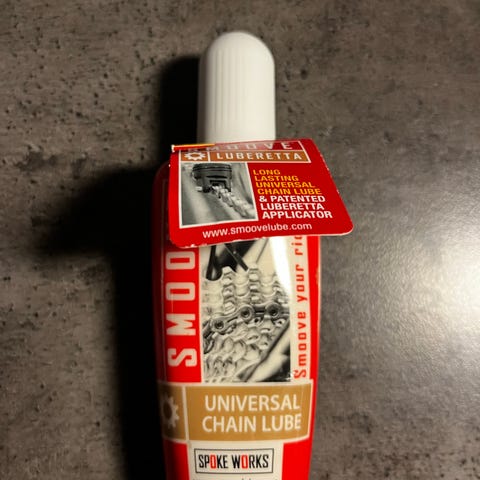 SMOOVE
LUBERETTA
LONG
LASTING
UNIVERSAL
CHAIN LUBE
& PATENTED
LUBERETTA
APPLICATOR
www.smoovelube.com
SMOO
Smoove your ri
UNIVERSAL
CHAIN LUBE
SPOKE WORKS